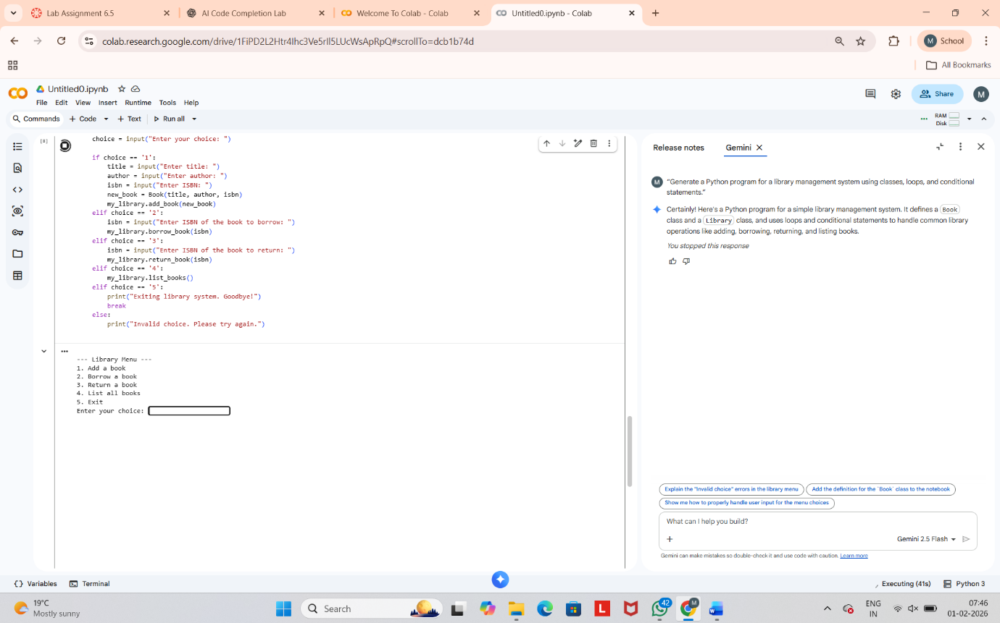 Lab Assignment 6.5
AI Code Completion Lab
Welcome To Colab - Colab
Untitled0.ipynb - Colab
colab.research.google.com/drive/1FiPD2L2Htr4Ihc3Ve5rIl5LUcWsApRpQ#scrollTo=dcb1b74d
M School
All Bookmarks
Untitled0.ipynb
File Edit View Insert Runtime Tools Help
Share
M
Commands + Code + Text Run all
RAM
Disk
[8]
choice = input("Enter your choice: ")
if choice == '1':
title = input("Enter title: ")
author = input("Enter author: ")
isbn = input("Enter ISBN: ")
new_book = Book(title, author, isbn)
my_library.add_book(new_book)
elif choice == '2':
isbn = input("Enter ISBN of the book to borrow: ")
my_library.borrow_book(isbn)
elif choice == '3':
isbn = input("Enter ISBN of the book to return: ")
my_library.return_book(isbn)
elif choice == '4':
my_library.list_books()
elif choice == '5':
print("Exiting library system. Goodbye!")
break
else:
print("Invalid choice. Please try again.")
...
--- Library Menu ---
1. Add a book
2. Borrow a book
3. Return a book
4. List all books
5. Exit
Enter your choice:
Release notes
Gemini
M
"Generate a Python program for a library management system using classes, loops, and conditional
statements."
Certainly! Here's a Python program for a simple library management system. It defines a Book
class and a Library class, and uses loops and conditional statements to handle common library
operations like adding, borrowing, returning, and listing books.
You stopped this response
Explain the "Invalid choice" errors in the library menu
Add the definition for the `Book` class to the notebook
Show me how to properly handle user input for the menu choices
What can I help you build?
Gemini 2.5 Flash
Gemini can make mistakes so double-check it and use code with caution. Learn more
Variables
Terminal
Executing (41s)
Python 3
19°C
Mostly sunny
Search
L
42
M
ENG
IN
07:46
01-02-2026